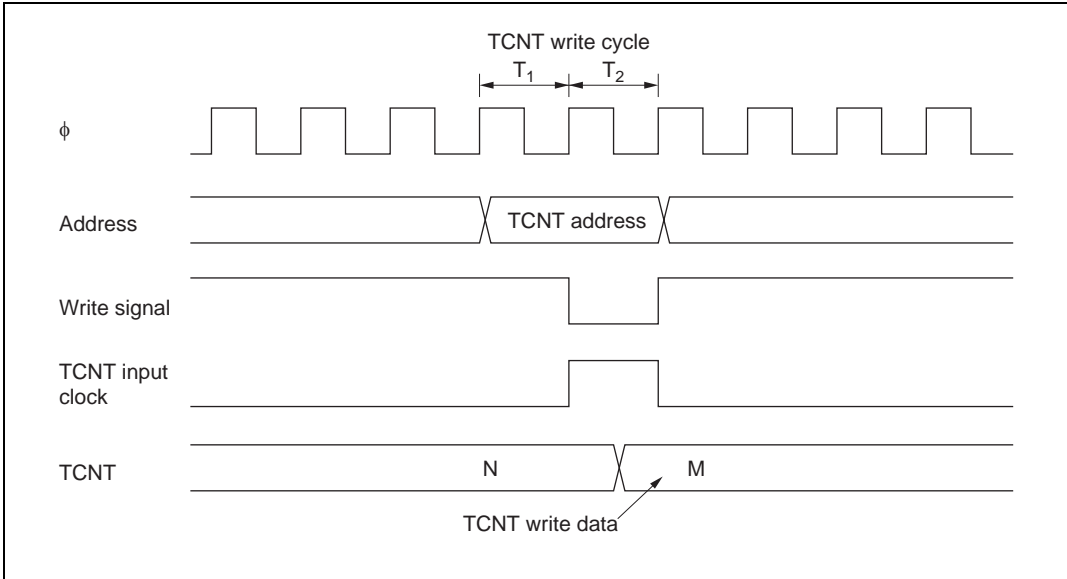 TCNT write cycle
T1 T2
ϕ
Address
TCNT address
Write signal
TCNT input
clock
TCNT
N
M
TCNT write data